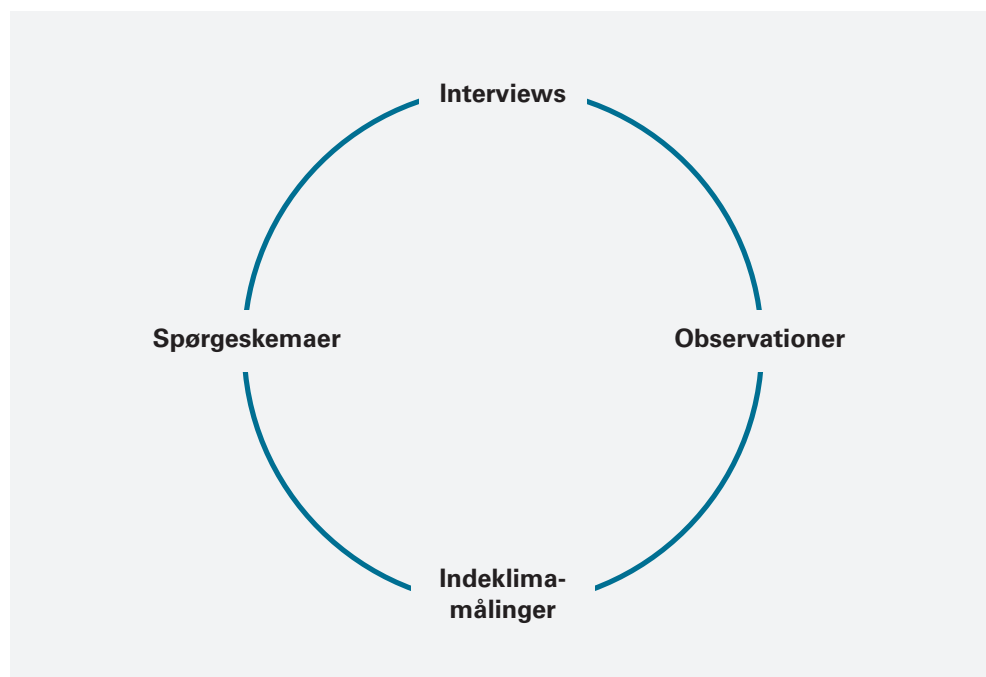 Interviews
Spørgeskemaer
Observationer
Indeklima-
målinger